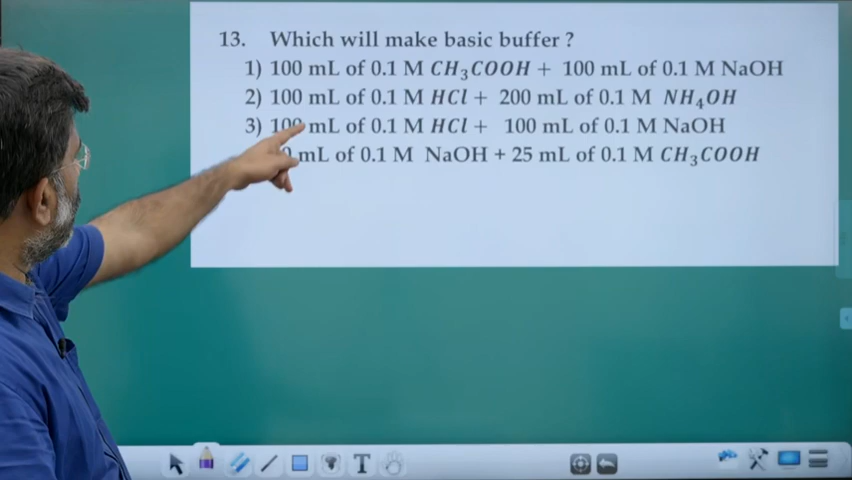 13. Which will make basic buffer ?
1) 100 mL of 0.1 M CH₃COOH + 100 mL of 0.1 M NaOH
2) 100 mL of 0.1 M HCl + 200 mL of 0.1 M NH₄OH
3) 100 mL of 0.1 M HCl + 100 mL of 0.1 M NaOH
mL of 0.1 M NaOH + 25 mL of 0.1 M CH₃COOH
T